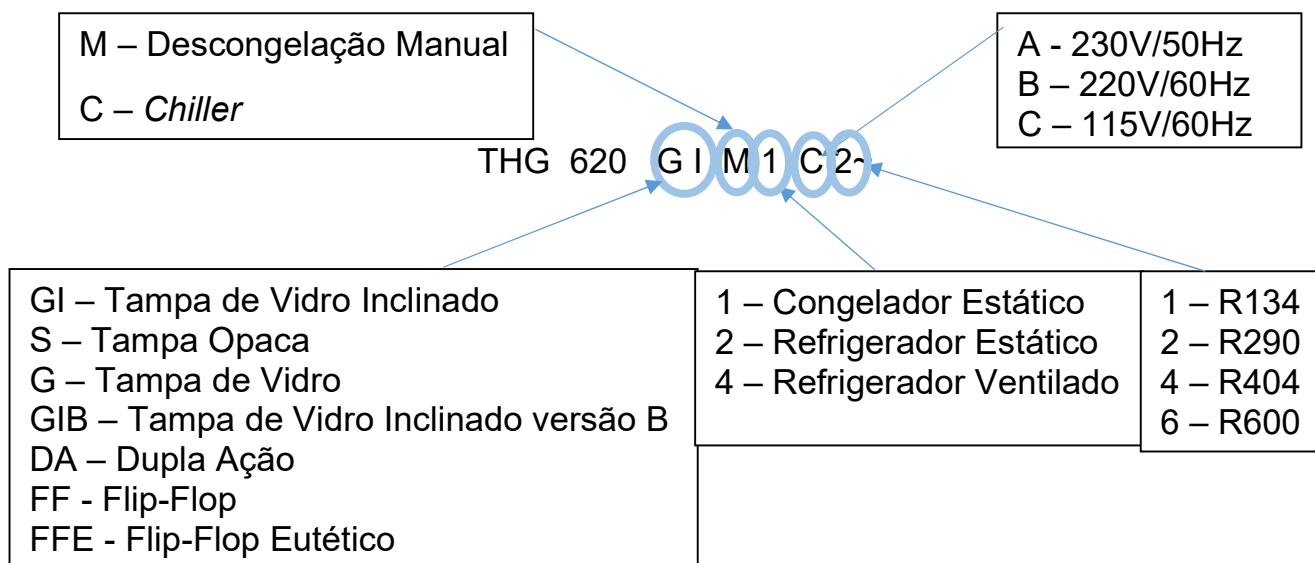 M – Descongelação Manual
C – Chiller
A - 230V/50Hz
B – 220V/60Hz
C – 115V/60Hz
THG 620 G I M 1 C 2~
GI – Tampa de Vidro Inclinado
S – Tampa Opaca
G – Tampa de Vidro
GIB – Tampa de Vidro Inclinado versão B
DA – Dupla Ação
FF - Flip-Flop
FFE - Flip-Flop Eutético
1 – Congelador Estático
2 – Refrigerador Estático
4 – Refrigerador Ventilado
1 – R134
2 – R290
4 – R404
6 – R600